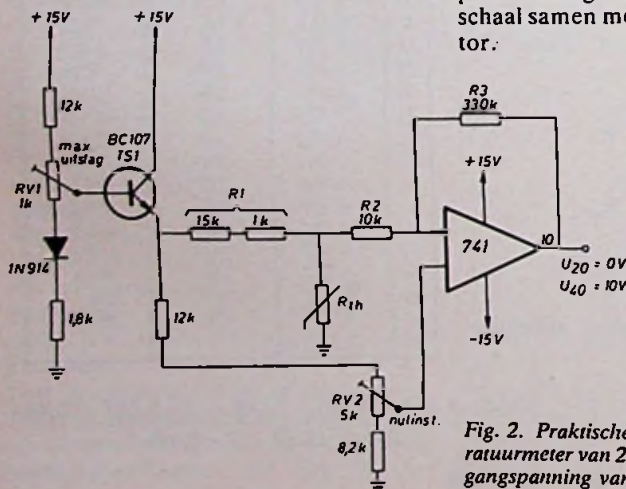 schaal samen me
tor.
+15V
+15V
12k
max
uitslag
RV1
1k
BC107
TS1
1N914
1,8k
R1
15k
1k
R2
10k
R3
330k
+15V
741
10
U20 = 0V
U40 = 10V
-15V
Rth
12k
RV2
5k
nulinst.
8,2k
Fig. 2. Praktische
ratuurmeter van 2
gangspanning van